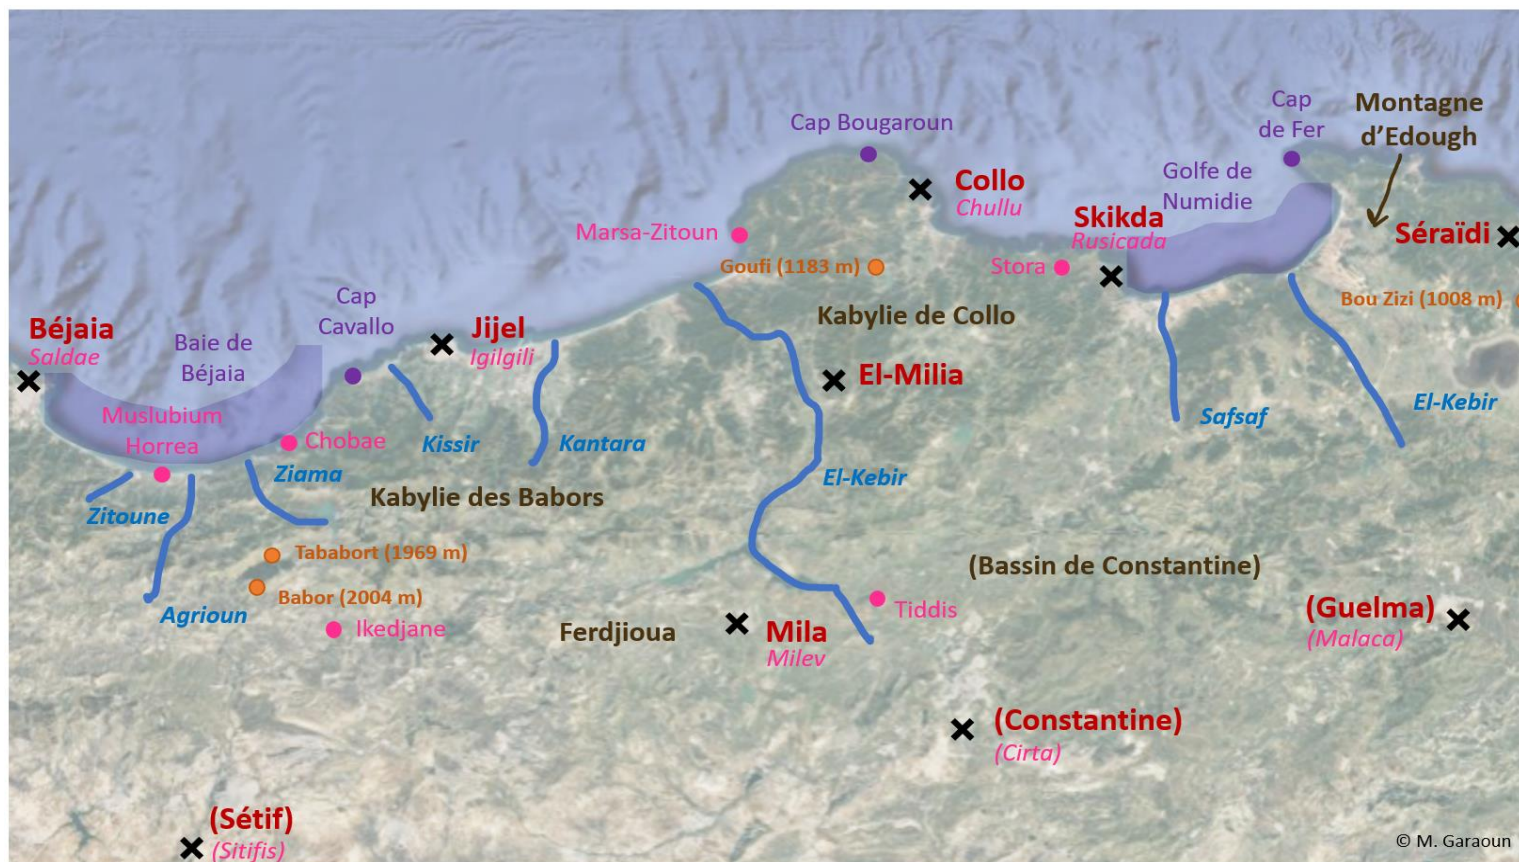 Cap
de Fer
Montagne
d'Edough
Cap Bougaroun
Golfe de
Numidie
Collo
Chullu
Skikda
Rusicada
Séraïdi
Marsa-Zitoun
Goufi (1183 m)
Stora
Bou Zizi (1008 m)
Cap
Cavallo
Béjaia
Saldae
Baie de
Béjaia
Jijel
Igilgili
Kabylie de Collo
El-Milia
Muslubium
Horrea
Chobae
Kissir
Kantara
Safsaf
El-Kebir
Ziama
El-Kebir
Kabylie des Babors
Zitoune
Tababort (1969 m)
(Bassin de Constantine)
Babor (2004 m)
Agrioun
Ikedjane
Ferdjioua
Mila
Milev
Tiddis
(Guelma)
(Malaca)
(Constantine)
(Cirta)
(Sétif)
(Sitifis)
© M. Garaoun